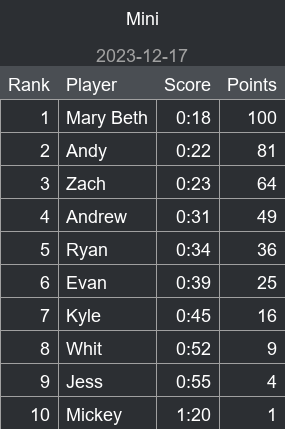 Mini
2023-12-17
Rank Player Score Points
1 Mary Beth 0:18 100
2 Andy 0:22 81
3 Zach 0:23 64
4 Andrew 0:31 49
5 Ryan 0:34 36
6 Evan 0:39 25
7 Kyle 0:45 16
8 Whit 0:52 9
9 Jess 0:55 4
10 Mickey 1:20 1